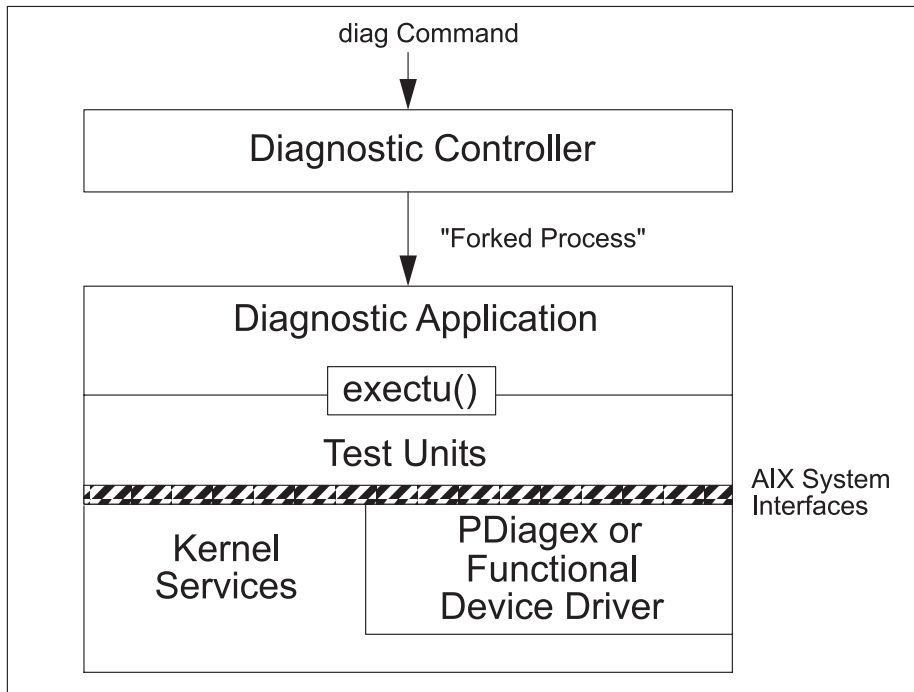 diag Command
Diagnostic Controller
"Forked Process"
Diagnostic Application
exectu()
Test Units
AIX System
Interfaces
Kernel
Services
PDiagex or
Functional
Device Driver